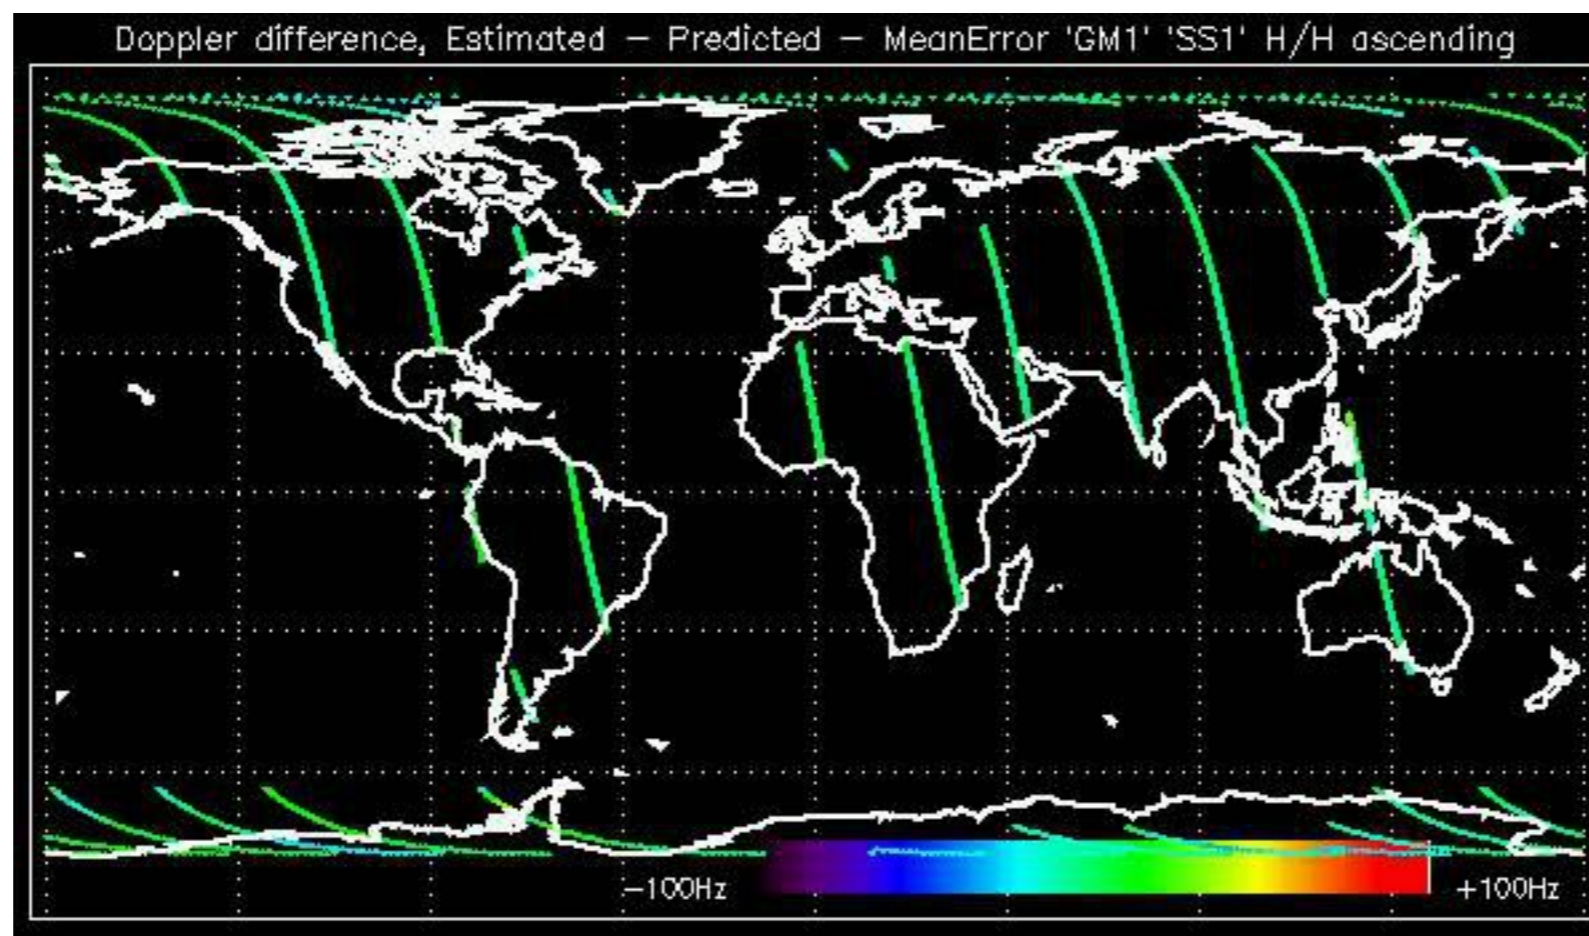 Doppler difference, Estimated – Predicted – MeanError 'GM1' 'SS1' H/H ascending
–100Hz
+100Hz